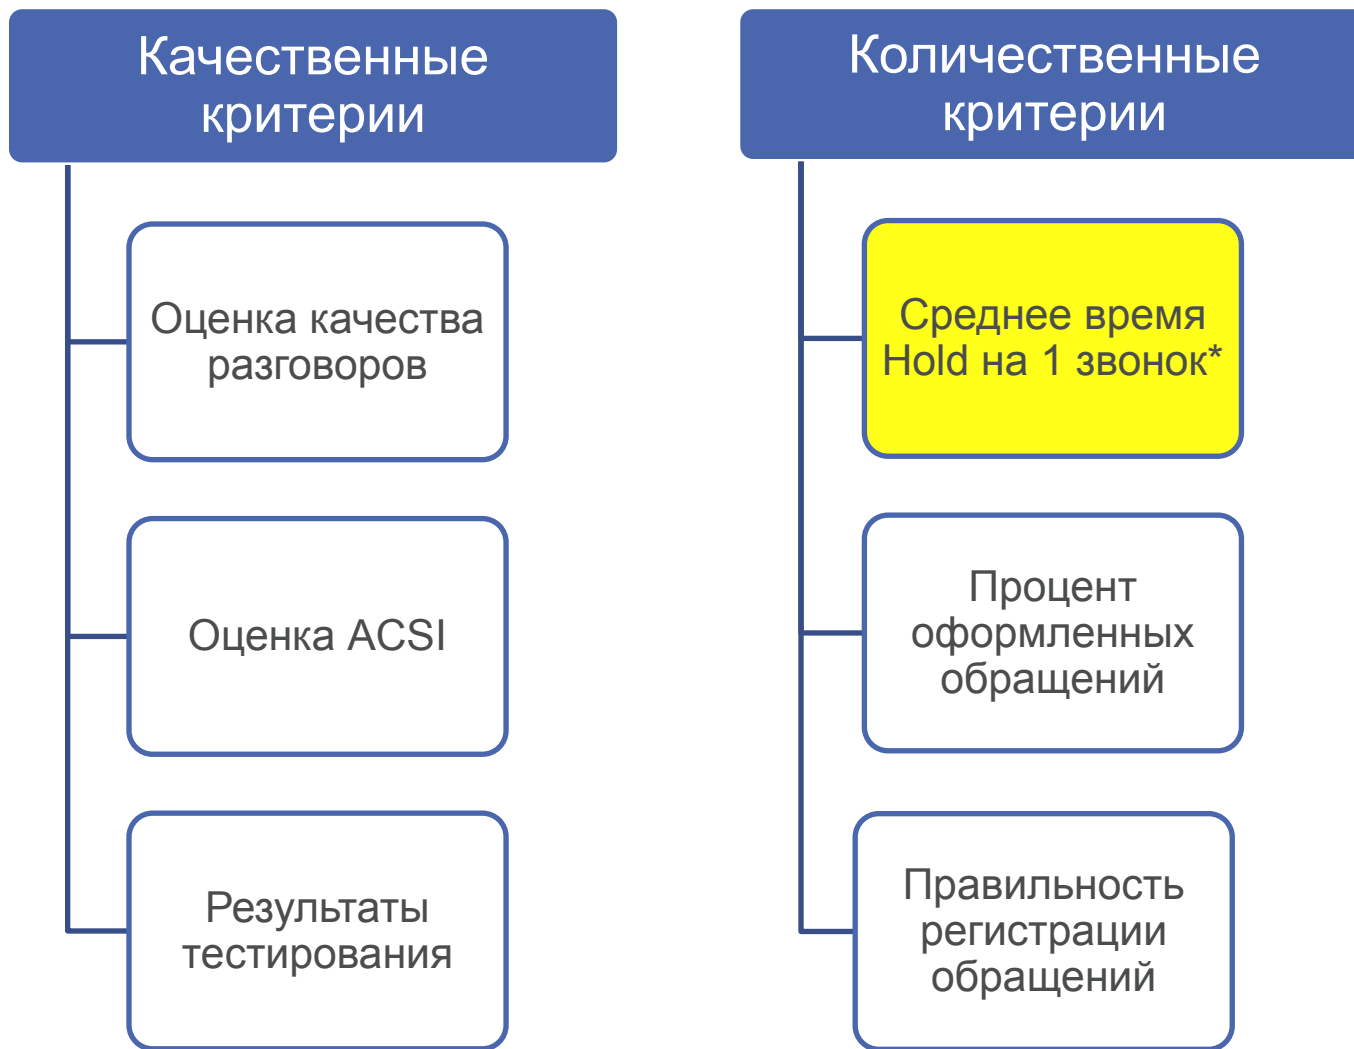 Качественные
критерии
Оценка качества
разговоров
Оценка ACSI
Результаты
тестирования
Количественные
критерии
Среднее время
Hold на 1 звонок*
Процент
оформленных
обращений
Правильность
регистрации
обращений